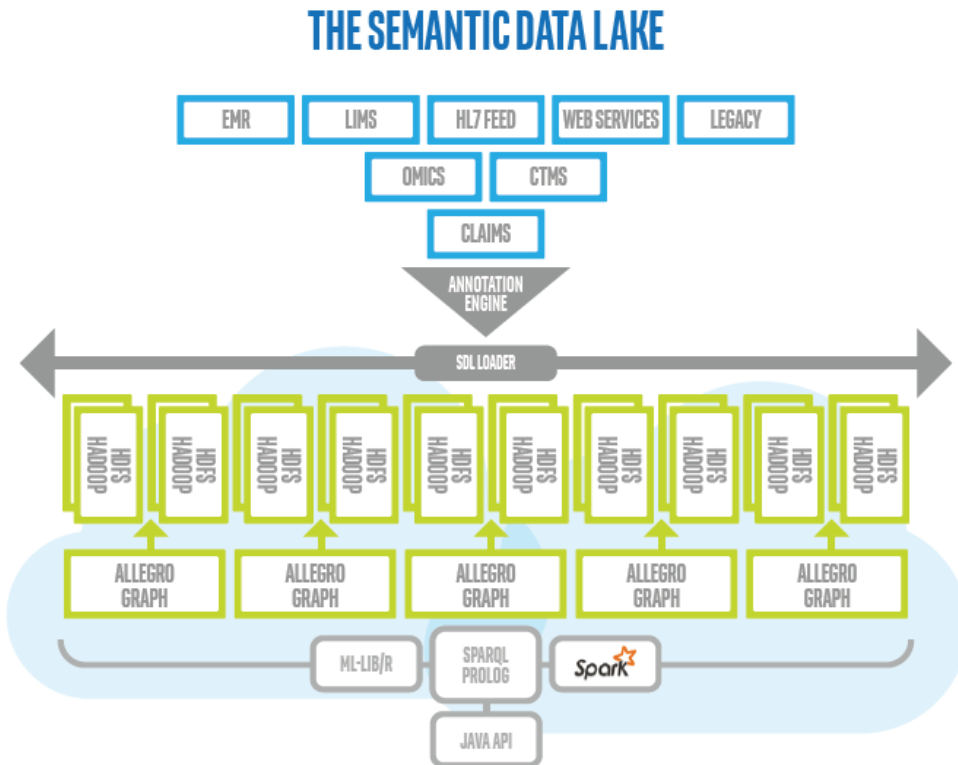 THE SEMANTIC DATA LAKE
EMR
LIMS
HL7 FEED
WEB SERVICES
LEGACY
OMICS
CTMS
CLAIMS
ANNOTATION
ENGINE
SDL LOADER
HDFS
HADOOP
HDFS
HADOOP
HDFS
HADOOP
HDFS
HADOOP
HDFS
HADOOP
HDFS
HADOOP
HDFS
HADOOP
HDFS
HADOOP
HDFS
HADOOP
HDFS
HADOOP
ALLEGRO
GRAPH
ALLEGRO
GRAPH
ALLEGRO
GRAPH
ALLEGRO
GRAPH
ALLEGRO
GRAPH
ML-LIB/R
SPARQL
PROLOG
Spark
JAVA API